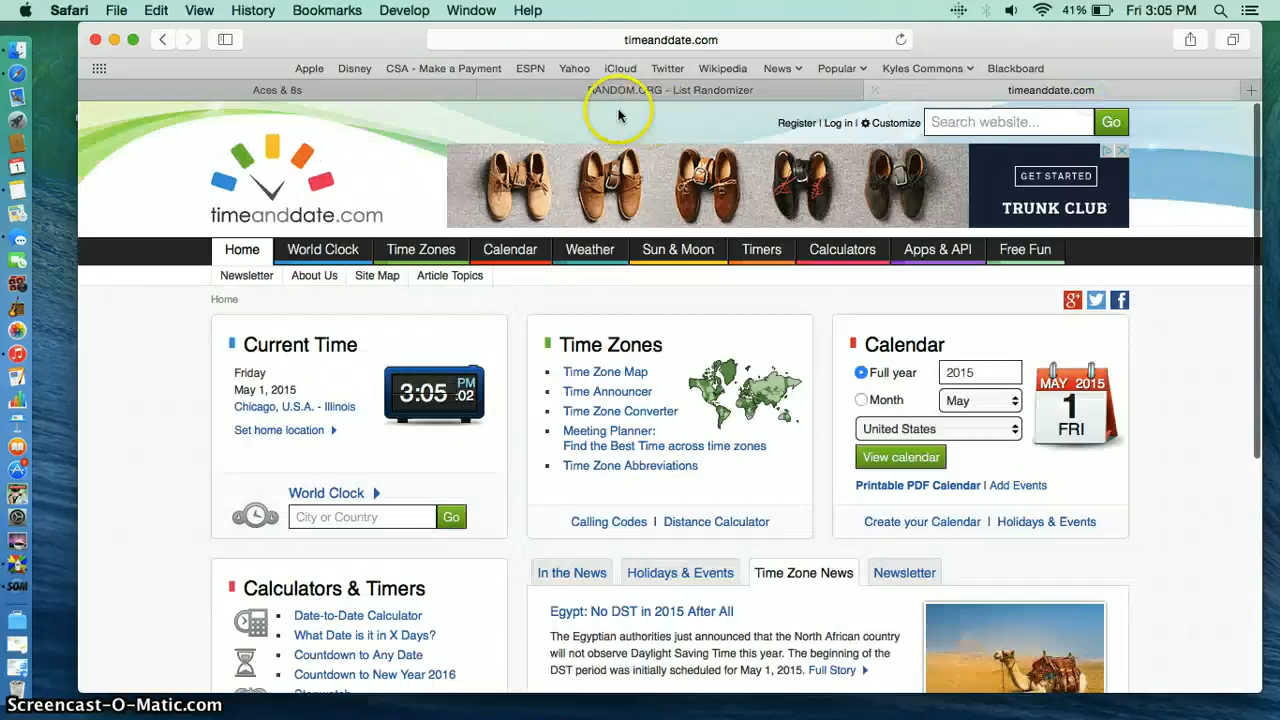 Safari File Edit View History Bookmarks Develop Window Help 41% Fri 3:05 PM
timeanddate.com
Apple Disney CSA - Make a Payment ESPN Yahoo iCloud Twitter Wikipedia News Popular Kyles Commons Blackboard
Aces & 8s RANDOM.ORG - List Randomizer timeanddate.com
Register | Log in | Customize Search website... Go
timeanddate.com
GET STARTED
TRUNK CLUB
Home World Clock Time Zones Calendar Weather Sun & Moon Timers Calculators Apps & API Free Fun
Newsletter About Us Site Map Article Topics
Home
Current Time
Friday
May 1, 2015
Chicago, U.S.A. - Illinois
Set home location
3:05 PM :02
World Clock
City or Country Go
Time Zones
Time Zone Map
Time Announcer
Time Zone Converter
Meeting Planner:
Find the Best Time across time zones
Time Zone Abbreviations
Calling Codes | Distance Calculator
Calendar
Full year 2015
Month May
United States
View calendar
MAY 2015
1
FRI
Printable PDF Calendar | Add Events
Create your Calendar | Holidays & Events
Calculators & Timers
Date-to-Date Calculator
What Date is it in X Days?
Countdown to Any Date
Countdown to New Year 2016
Stopwatch
In the News Holidays & Events Time Zone News Newsletter
Egypt: No DST in 2015 After All
The Egyptian authorities just announced that the North African country
will not observe Daylight Saving Time this year. The beginning of the
DST period was initially scheduled for May 1, 2015. Full Story
Screencast-O-Matic.com